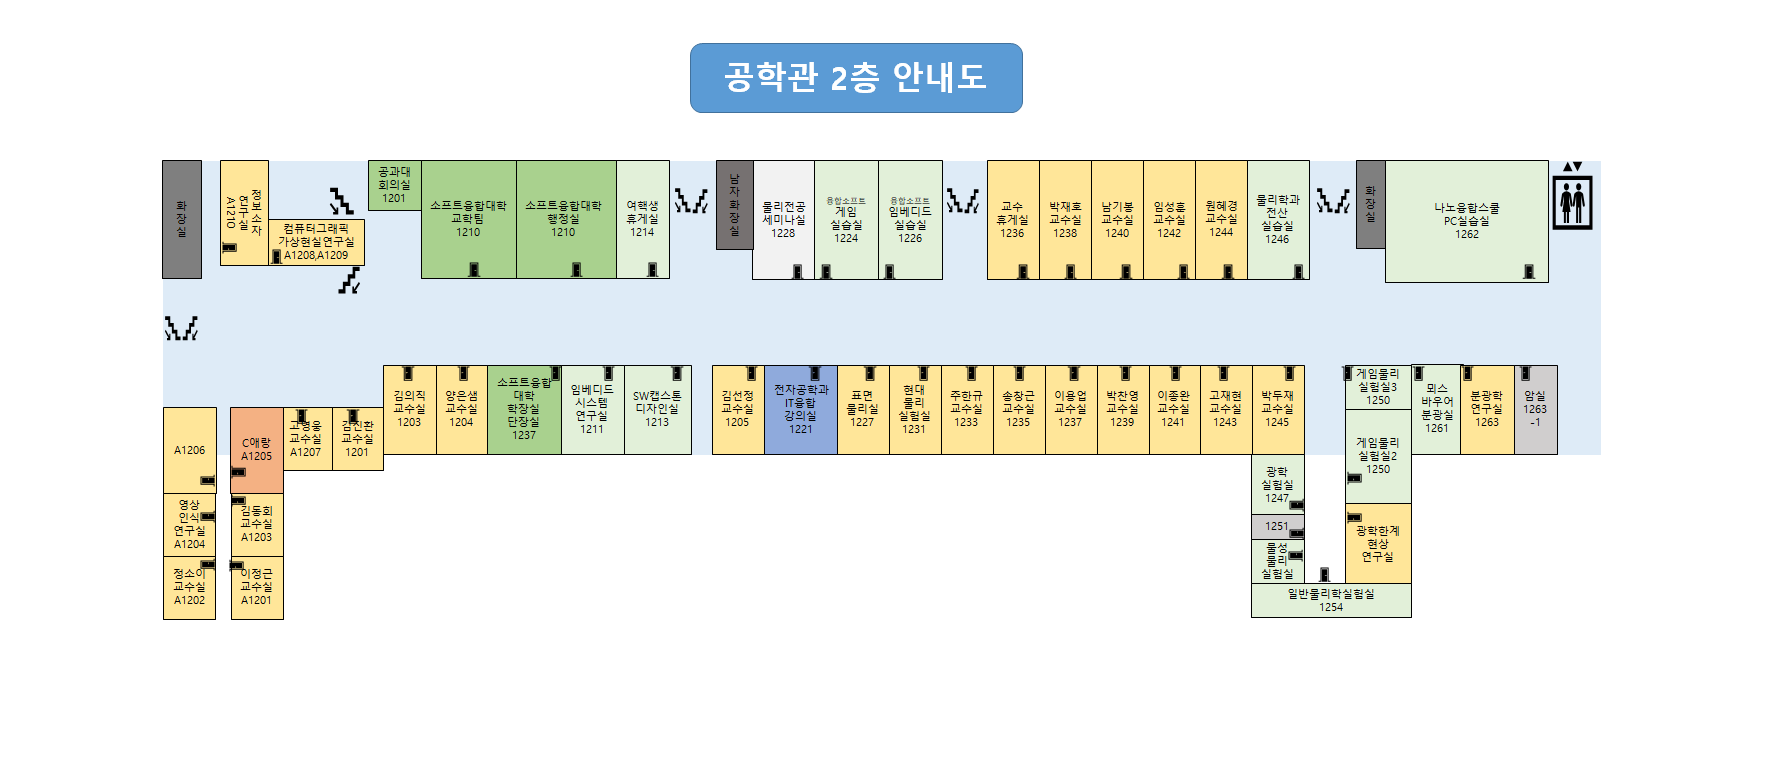 공학관 2층 안내도
화장실
정보소자
연구실
A1210
컴퓨터그래픽
가상현실연구실
A1208,A1209
공과대
회의실
1201
소프트융합대학
교학팀
1210
소프트융합대학
행정실
1210
여핵생
휴게실
1214
남자화장실
물리전공
세미나실
1228
융합소프트
게임
실습실
1224
융합소프트
임베디드
실습실
1226
교수
휴게실
1236
박재호
교수실
1238
남기봉
교수실
1240
임성훈
교수실
1242
원혜경
교수실
1244
물리학과
전산
실습실
1246
화장실
나노융합스쿨
PC실습실
1262
김의직
교수실
1203
양은샘
교수실
1204
소프트융합
대학
학장실
단장실
1237
임베디드
시스템
연구실
1211
SW캡스톤
디자인실
1213
김선정
교수실
1205
전자공학과
IT융합
강의실
1221
표면
물리실
1227
현대
물리
실험실
1231
주한규
교수실
1233
송창근
교수실
1235
이용업
교수실
1237
박찬영
교수실
1239
이종완
교수실
1241
고재현
교수실
1243
박두재
교수실
1245
게임물리
실험실3
1250
뫼스
바우어
분광실
1261
분광학
연구실
1263
암실
1263
-1
A1206
C애랑
A1205
고영웅
교수실
A1207
김진환
교수실
1201
게임물리
실험실2
1250
광학
실험실
1247
영상
인식
연구실
A1204
김동회
교수실
A1203
1251
광학한계
현상
연구실
물성
물리
실험실
정소이
교수실
A1202
이정근
교수실
A1201
일반물리학실험실
1254